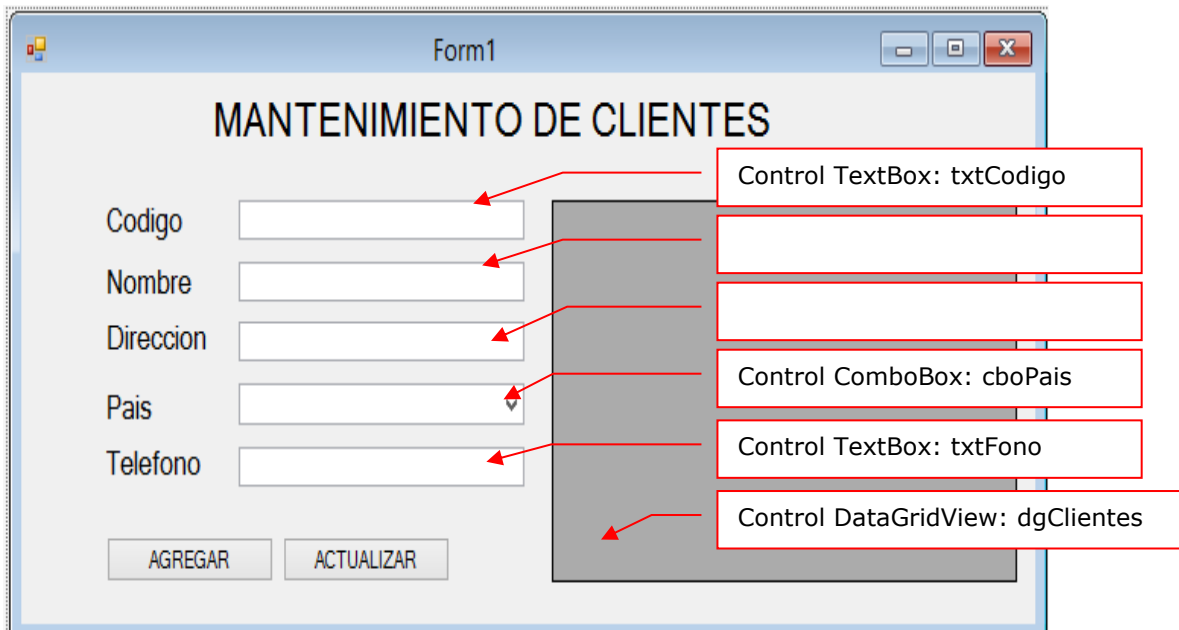 Form1
MANTENIMIENTO DE CLIENTES
Control TextBox: txtCodigo
Codigo
Nombre
Direccion
Control ComboBox: cboPais
Pais
Control TextBox: txtFono
Telefono
Control DataGridView: dgClientes
AGREGAR
ACTUALIZAR